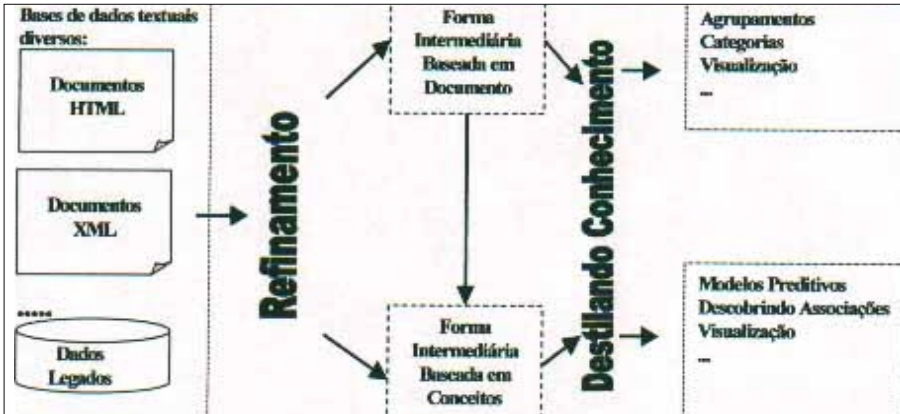 Bases de dados textuais
diversos:
Documentos
HTML
Documentos
XML
.....
Dados
Legados
Refinamento
Forma
Intermediária
Baseada em
Documento
Forma
Intermediária
Bascada em
Conceitos
Destilando Conhecimento
Agrupamentos
Categorias
Visualização
...
Modelos Preditivos
Descobrindo Associações
Visualização
...